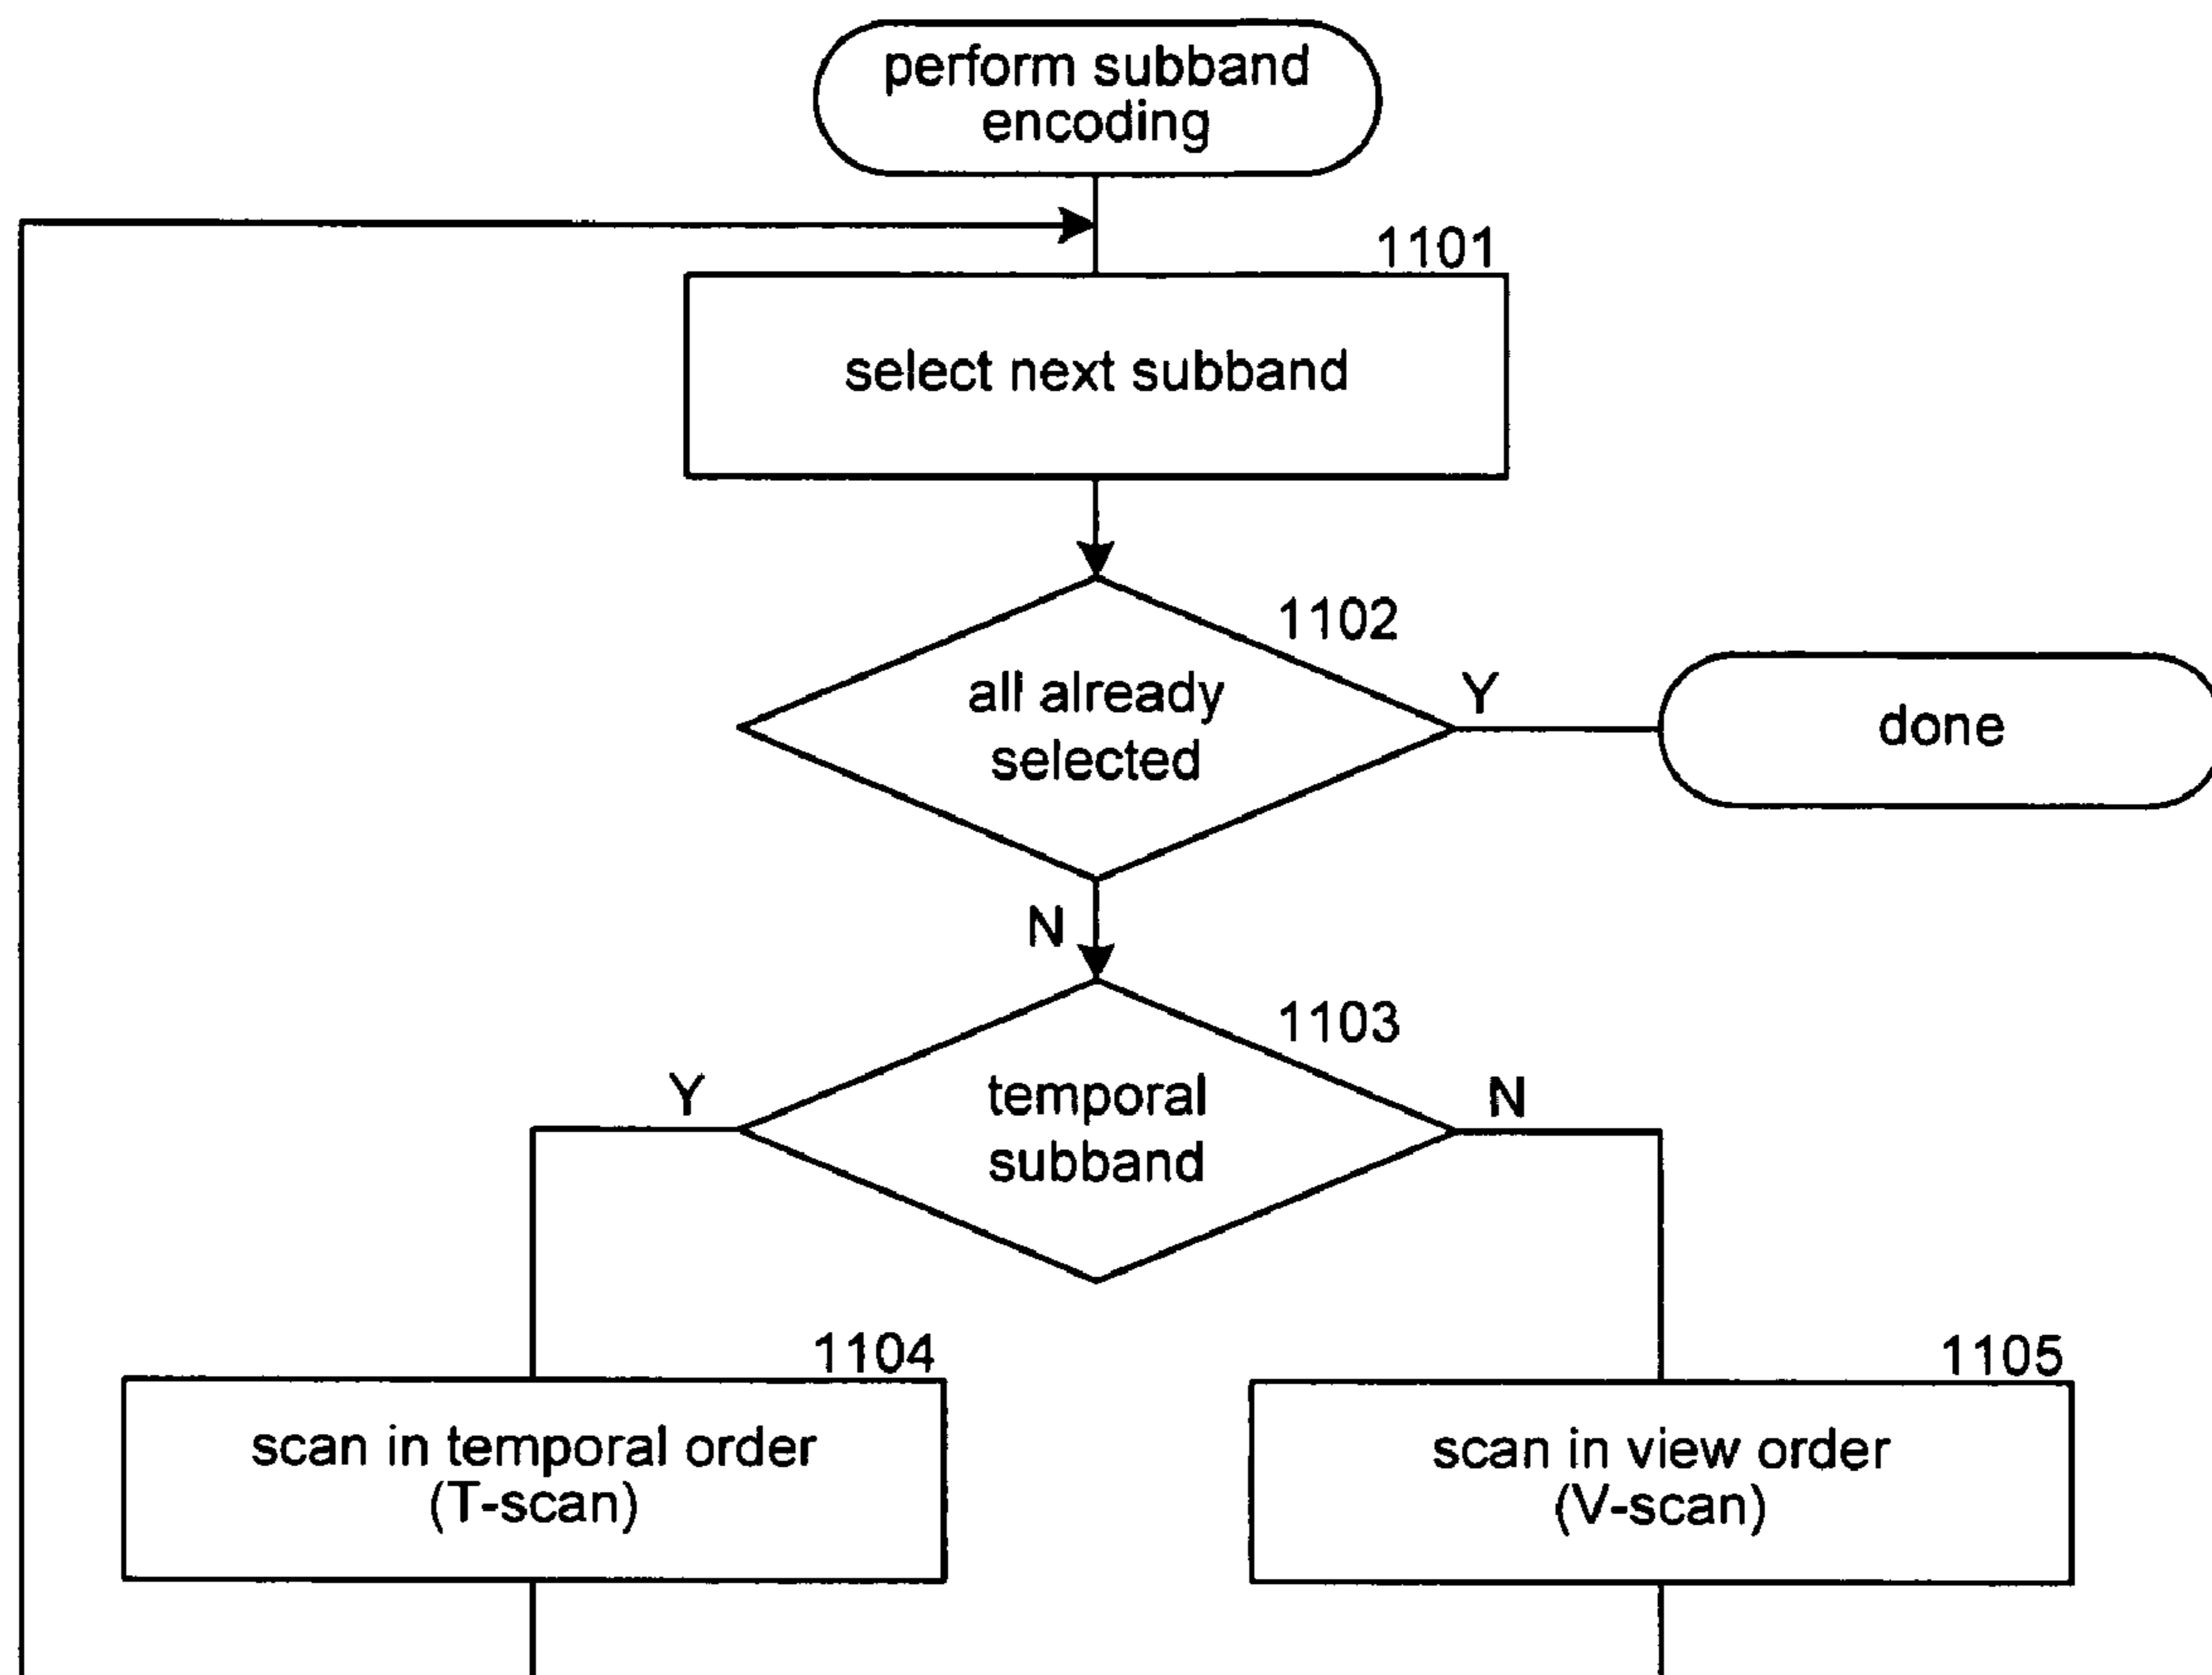 perform subband
encoding
1101
select next subband
1102
all already
selected
Y
done
N
1103
temporal
subband
Y
N
1104
scan in temporal order
(T-scan)
1105
scan in view order
(V-scan)